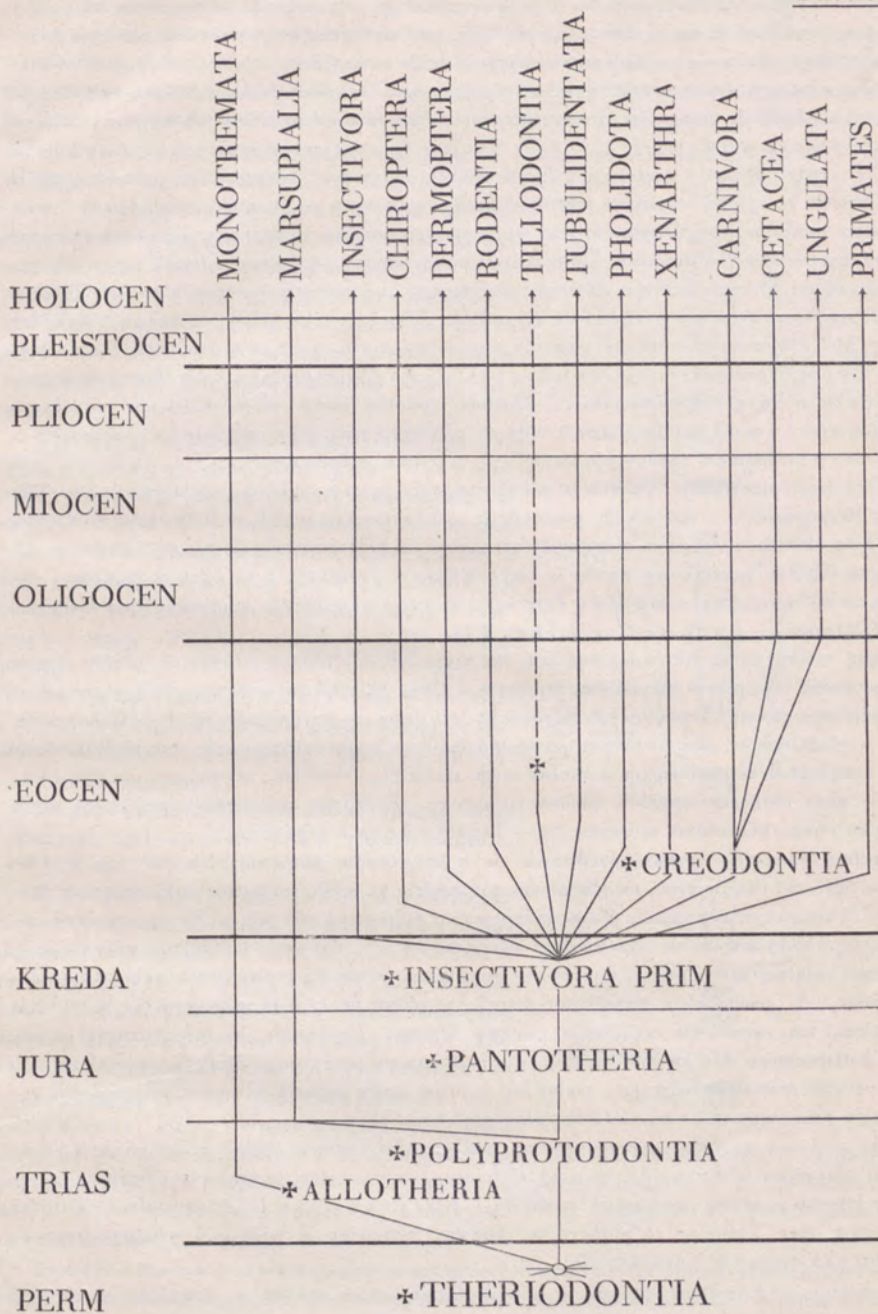 MONOTREMATA
MARSUPIALIA
INSECTIVORA
CHIROPTERA
DERMOPTERA
RODENTIA
TILLODONTIA
TUBULIDENTATA
PHOLIDOTA
XENARTHRA
CARNIVORA
CETACEA
UNGULATA
PRIMATES
HOLOCEN
PLEISTOCEN
PLIOCEN
MIOCEN
OLIGOCEN
EOCEN
✠CREODONTIA
KREDA ✠INSECTIVORA PRIM
JURA ✠PANTOTHERIA
✠POLYPROTODONTIA
TRIAS ✠ALLOTHERIA
PERM ✠THERIODONTIA